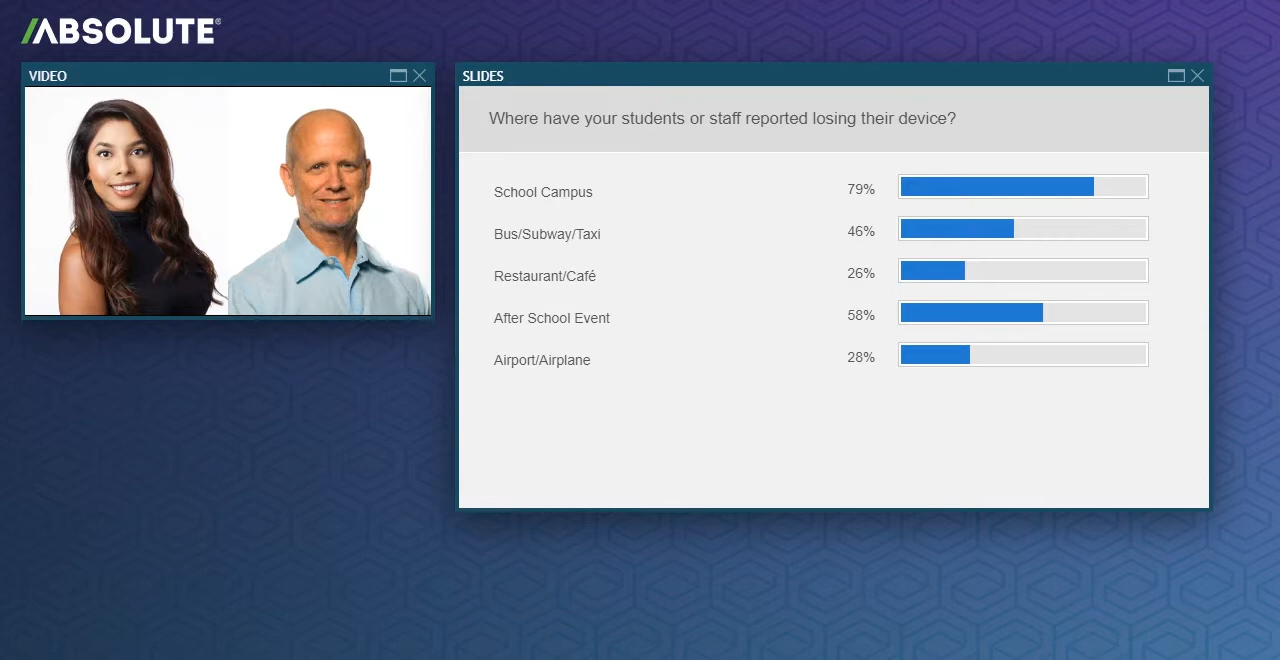 ABSOLUTE®
VIDEO
SLIDES
Where have your students or staff reported losing their device?
School Campus 79%
Bus/Subway/Taxi 46%
Restaurant/Café 26%
After School Event 58%
Airport/Airplane 28%